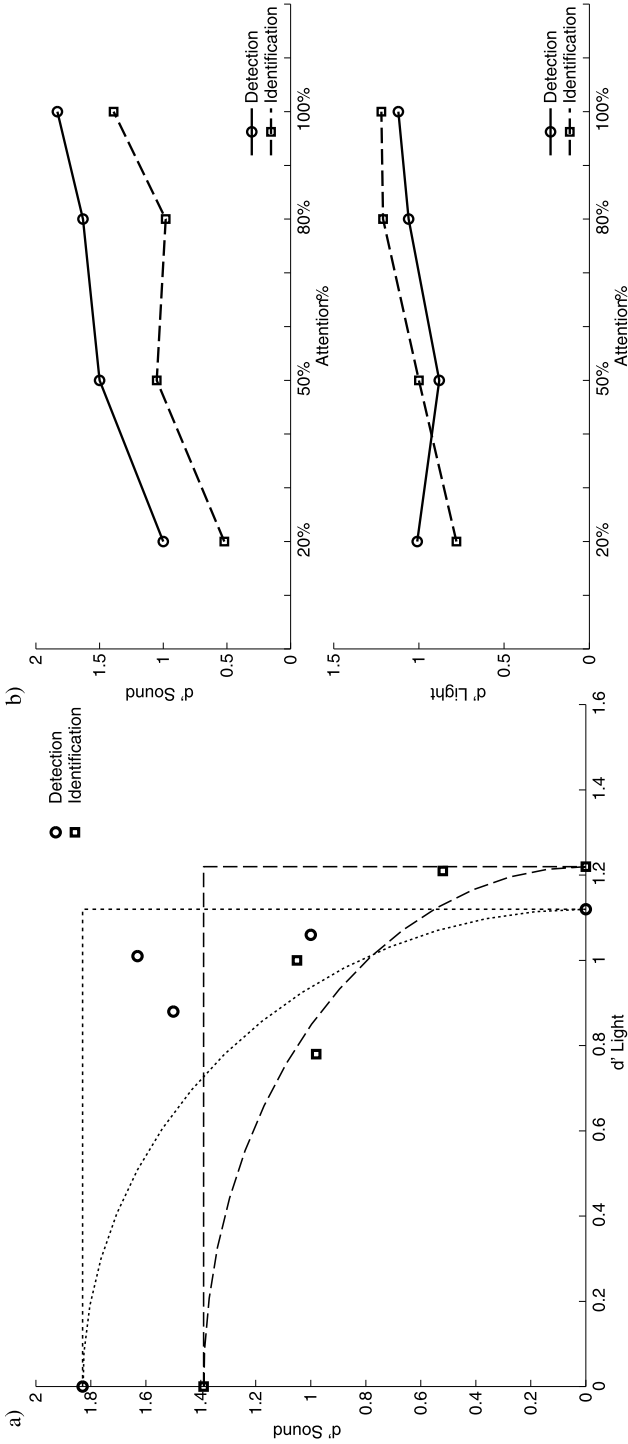 a)
Detection
Identification
2
1.8
1.6
1.4
1.2
1
0.8
0.6
0.4
0.2
0
d' Sound
0 0.2 0.4 0.6 0.8 1 1.2 1.4 1.6
d' Light
b)
2
1.5
1
0.5
0
d' Sound
20% 50% 80% 100%
Attention%
Detection
Identification
1.5
1
0.5
0
d' Light
20% 50% 80% 100%
Attention%
Detection
Identification